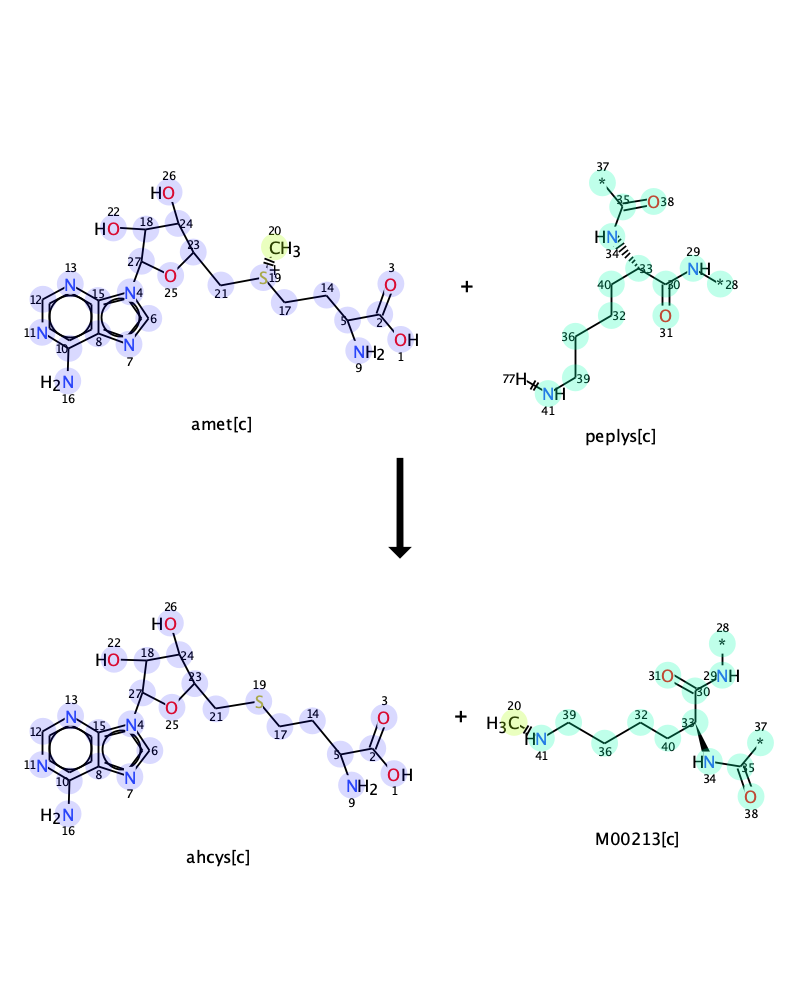 26
HO
22
HO
18
24
20
CH3
23
27
O
25
S
19
+
21
14
3
O
17
5
2
OH
1
NH2
9
13
N
12
15
N
4
11
N
10
8
6
N
7
H2N
16
amet[c]
+
37
*
35
O
38
HN
34
33
29
NH
*
28
40
30
O
31
32
36
77
H
39
NH
41
peplys[c]
26
HO
22
HO
18
24
23
27
O
25
19
S
21
14
3
O
17
5
2
OH
1
NH2
9
13
N
12
15
N
4
11
N
10
8
6
N
7
H2N
16
ahcys[c]
+
28
*
31
O
29
NH
30
20
H3C
39
32
33
37
*
HN
41
36
40
HN
34
35
O
38
M00213[c]